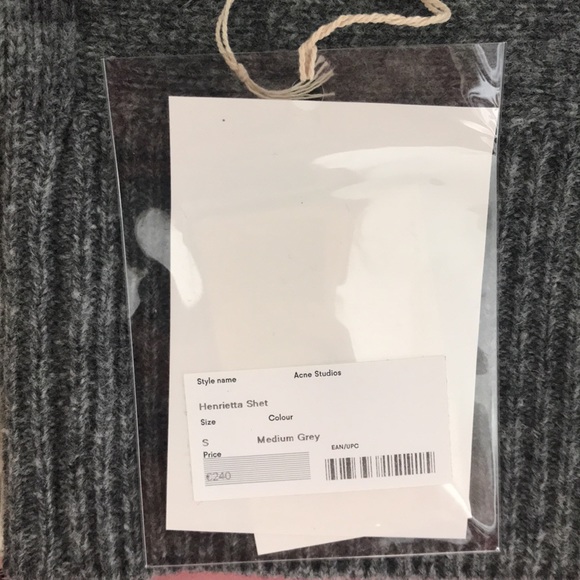 Style name Acne Studios
Henrietta Shet
Size Colour
S Medium Grey
Price EAN/UPC
€240